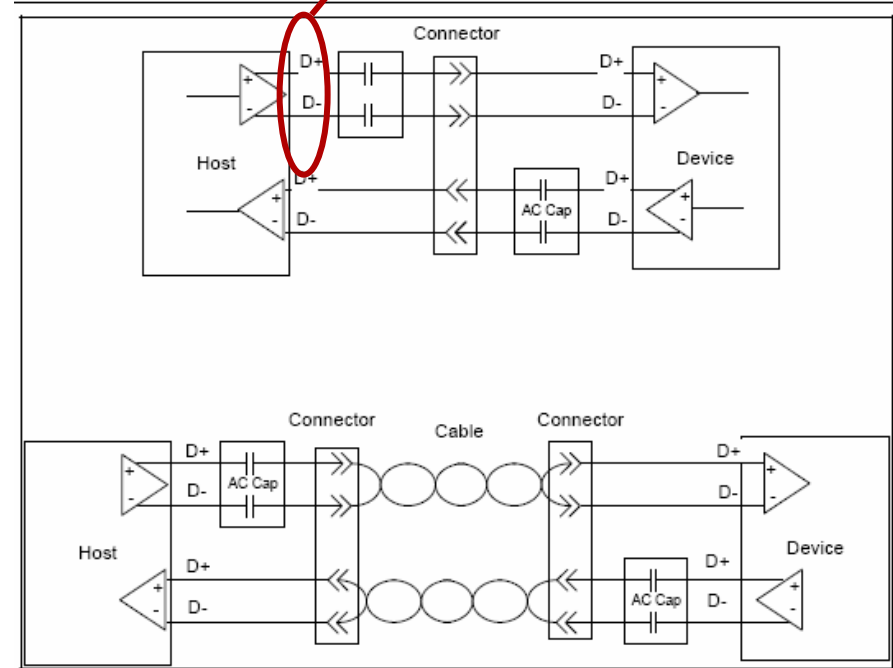 Connector
D+ D+
+ +
D- D-
- -
Host Device
D+ D+
+ AC Cap +
- D- D- -
Connector Connector
Cable
D+ D+
+ AC Cap +
D- D-
- -
Host Device
D+ D+
+ AC Cap +
D- D-
- -